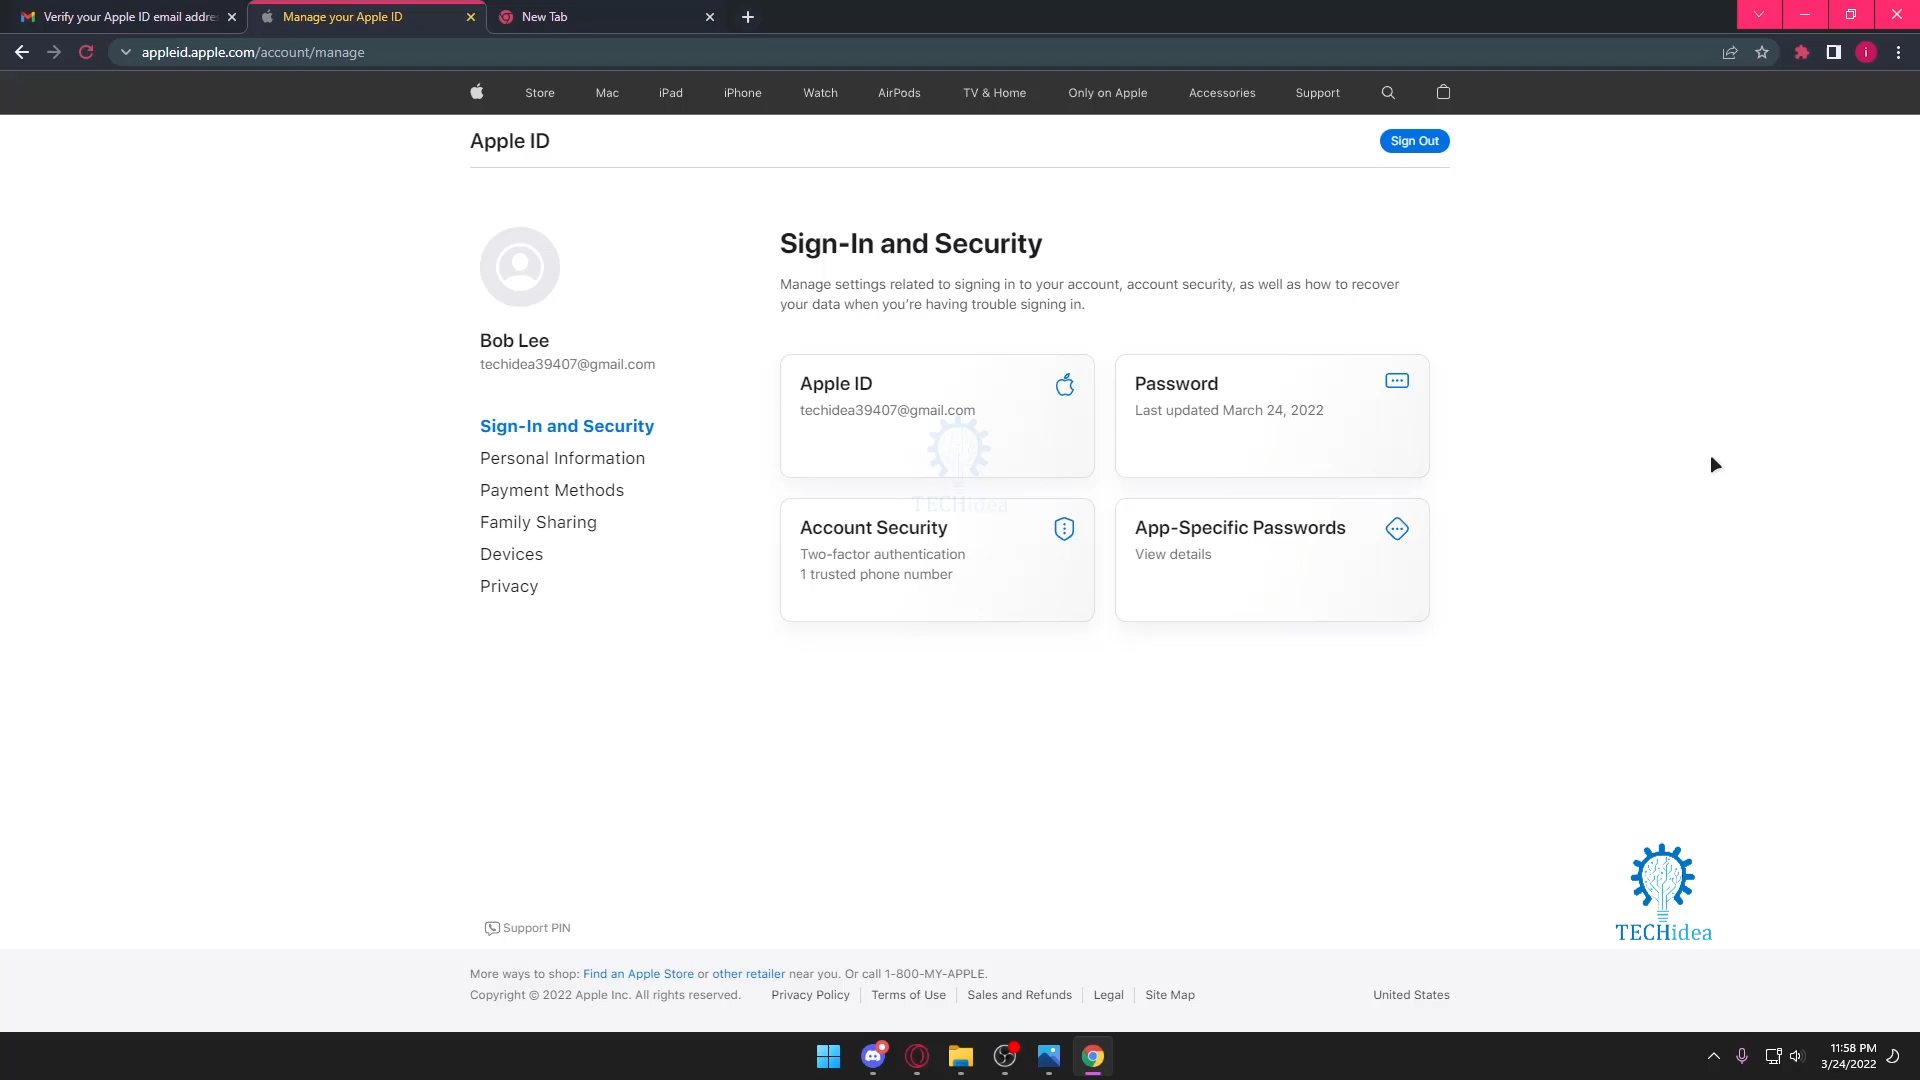 Verify your Apple ID email addre
Manage your Apple ID
New Tab
appleid.apple.com/account/manage
i
Store
Mac
iPad
iPhone
Watch
AirPods
TV & Home
Only on Apple
Accessories
Support
Apple ID
Sign Out
Bob Lee
techidea39407@gmail.com
Sign-In and Security
Personal Information
Payment Methods
Family Sharing
Devices
Privacy
Sign-In and Security
Manage settings related to signing in to your account, account security, as well as how to recover
your data when you're having trouble signing in.
Apple ID
techidea39407@gmail.com
Password
Last updated March 24, 2022
TECHidea
Account Security
Two-factor authentication
1 trusted phone number
App-Specific Passwords
View details
TECHidea
Support PIN
More ways to shop: Find an Apple Store or other retailer near you. Or call 1-800-MY-APPLE.
Copyright © 2022 Apple Inc. All rights reserved.
Privacy Policy
Terms of Use
Sales and Refunds
Legal
Site Map
United States
11:58 PM
3/24/2022